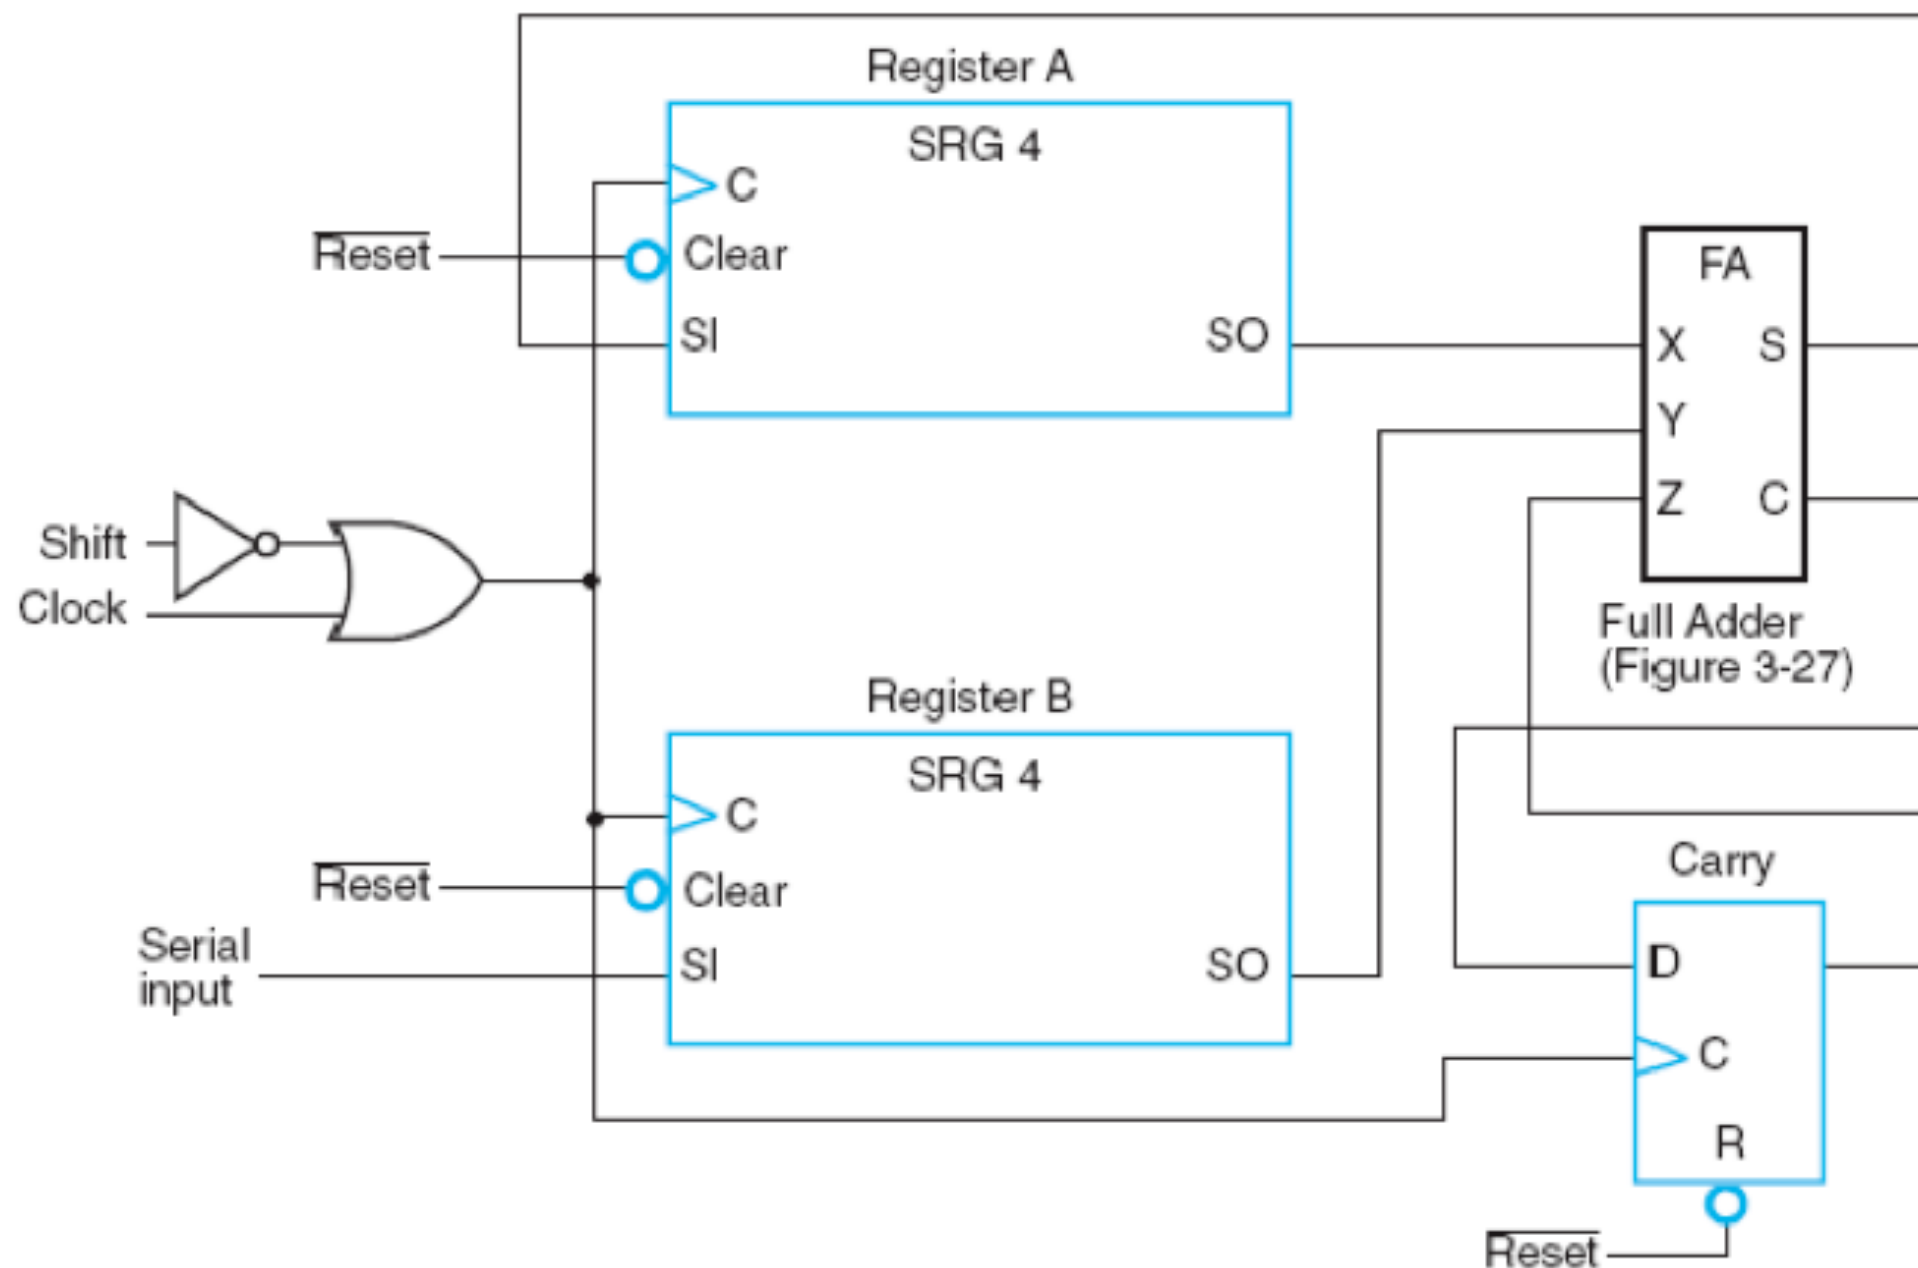 Register A
SRG 4
C
Reset
Clear
SI
SO
FA
X
S
Y
Z
C
Shift
Clock
Full Adder
(Figure 3-27)
Register B
SRG 4
C
Reset
Clear
Serial
input
SI
SO
Carry
D
C
R
Reset